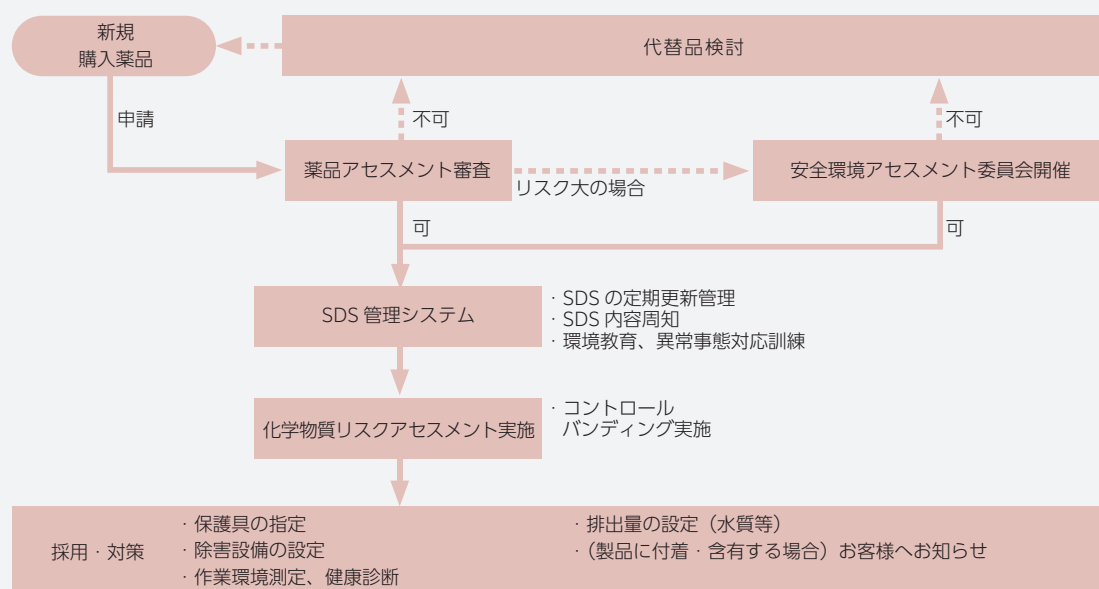 新規
購入薬品
代替品検討
申請
不可
不可
薬品アセスメント審査
リスク大の場合
安全環境アセスメント委員会開催
可
可
SDS 管理システム
・SDS の定期更新管理
・SDS 内容周知
・環境教育、異常事態対応訓練
化学物質リスクアセスメント実施
・コントロール
バンディング実施
採用・対策
・保護具の指定
・除害設備の設定
・作業環境測定、健康診断
・排出量の設定（水質等）
・（製品に付着・含有する場合）お客様へお知らせ